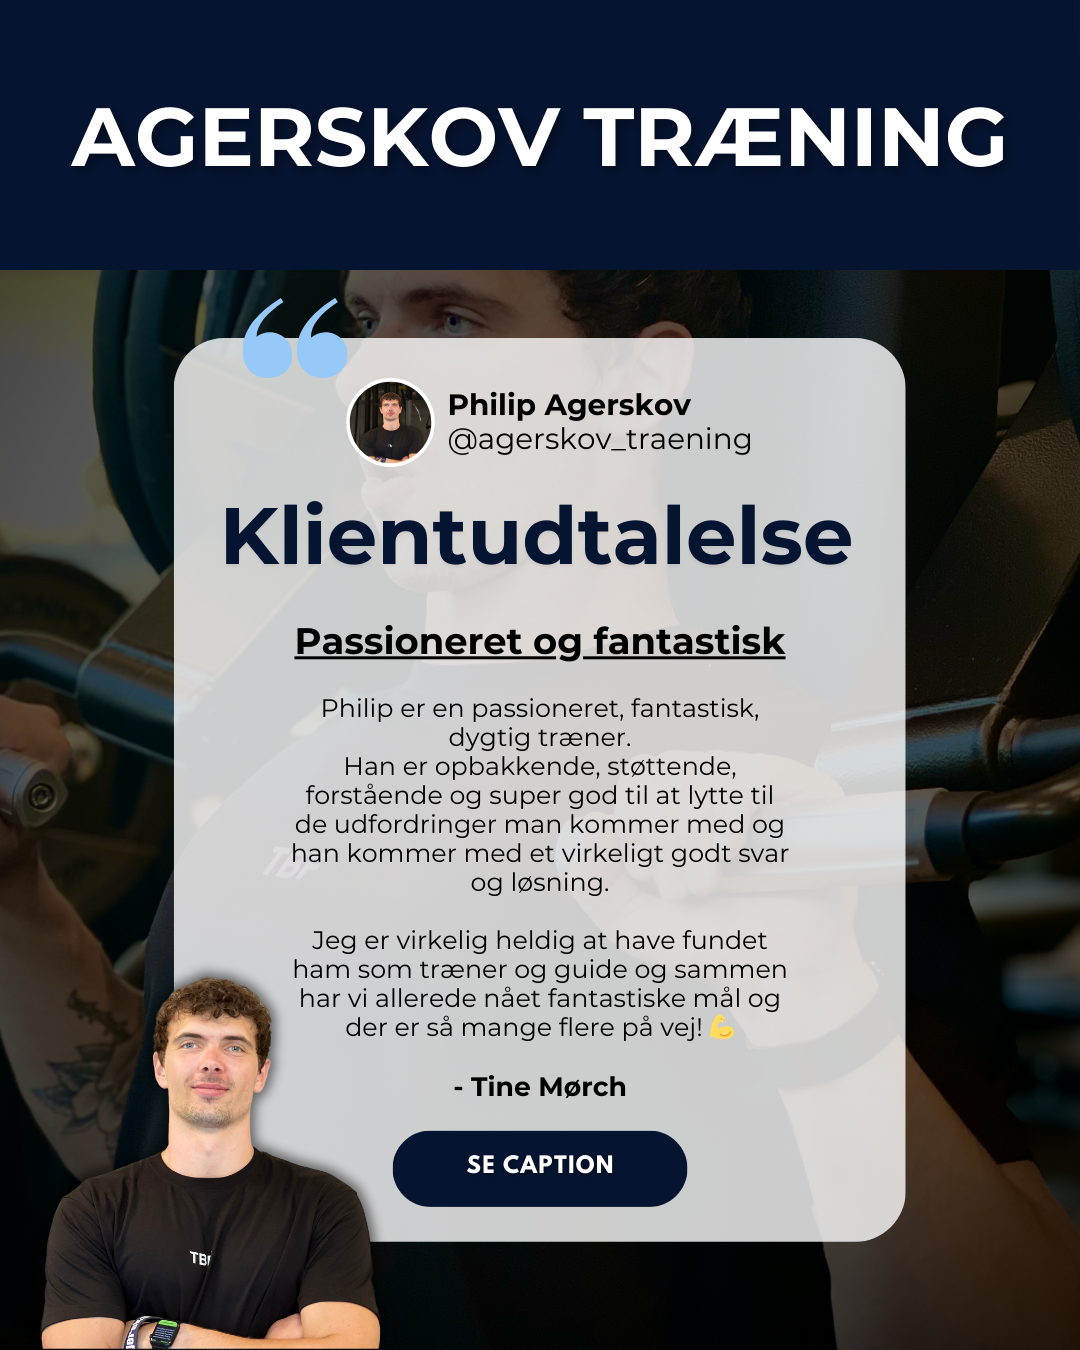 AGERSKOV TRÆNING
Philip Agerskov
@agerskov_traening
Klientudtalelse
Passioneret og fantastisk
Philip er en passioneret, fantastisk,
dygtig træner.
Han er opbakkende, støttende,
forstående og super god til at lytte til
de udfordringer man kommer med og
han kommer med et virkeligt godt svar
og løsning.
Jeg er virkelig heldig at have fundet
ham som træner og guide og sammen
har vi allerede nået fantastiske mål og
der er så mange flere på vej! 💪
- Tine Mørch
SE CAPTION